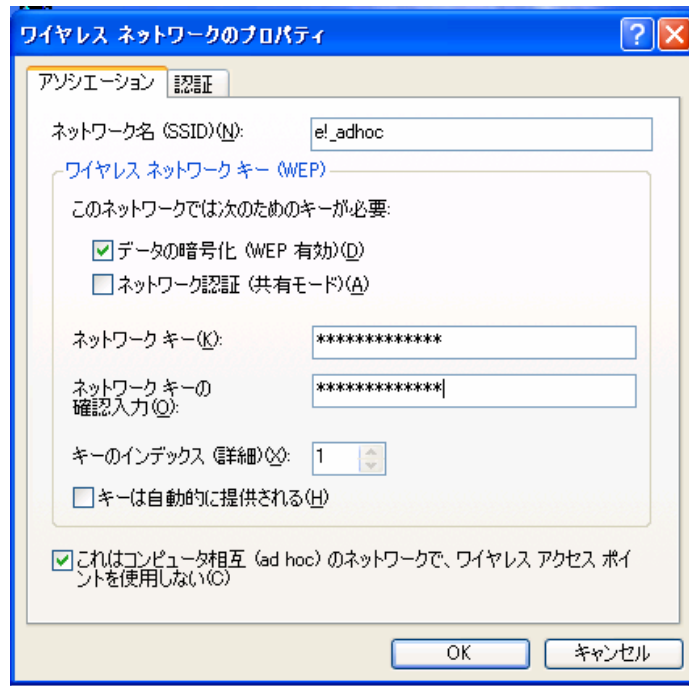 ワイヤレス ネットワークのプロパティ
アソシエーション 認証
ネットワーク名 (SSID)(N): e!_adhoc
ワイヤレス ネットワーク キー (WEP)
このネットワークでは次のためのキーが必要:
データの暗号化 (WEP 有効)(D)
ネットワーク認証 (共有モード)(A)
ネットワーク キー(K): *************
ネットワーク キーの
確認入力(O): *************
キーのインデックス (詳細)(X): 1
キーは自動的に提供される(H)
これはコンピュータ相互 (ad hoc) のネットワークで、ワイヤレス アクセス ポイ
ントを使用しない(C)
OK キャンセル